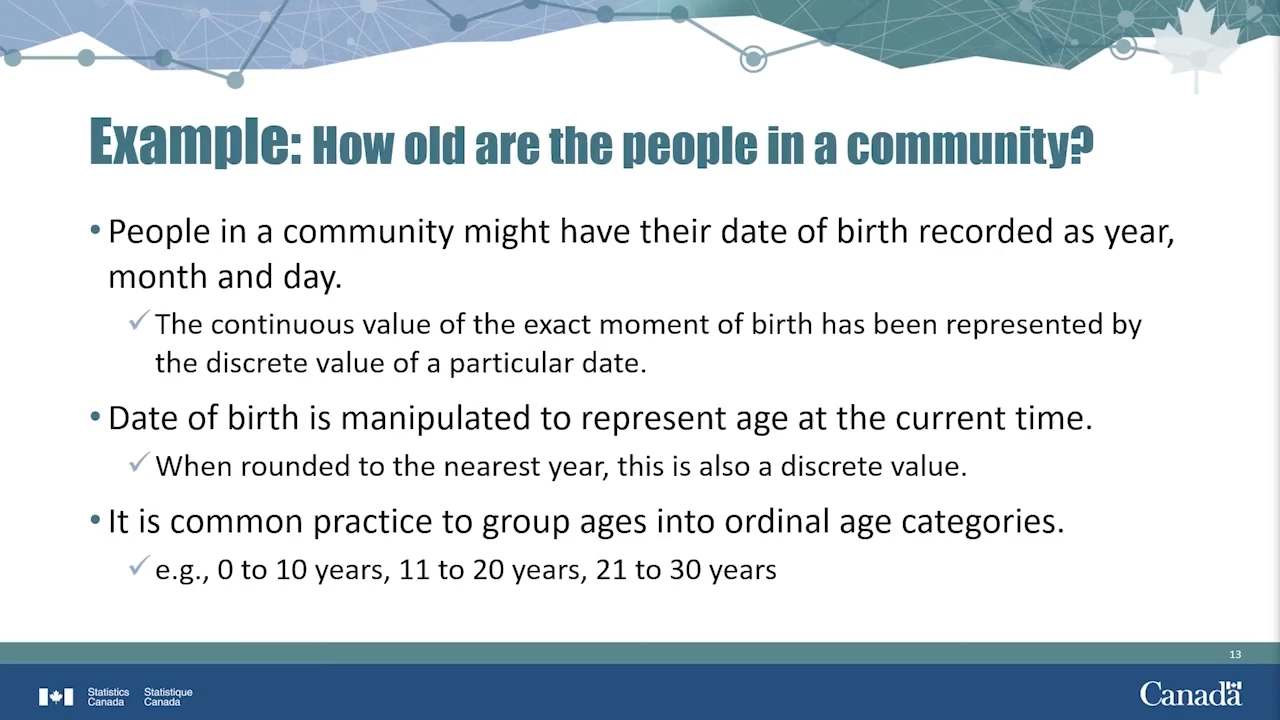 Example: How old are the people in a community?
• People in a community might have their date of birth recorded as year,
month and day.
✓ The continuous value of the exact moment of birth has been represented by
the discrete value of a particular date.
• Date of birth is manipulated to represent age at the current time.
✓ When rounded to the nearest year, this is also a discrete value.
• It is common practice to group ages into ordinal age categories.
✓ e.g., 0 to 10 years, 11 to 20 years, 21 to 30 years
13
Statistics
Canada
Statistique
Canada
Canada